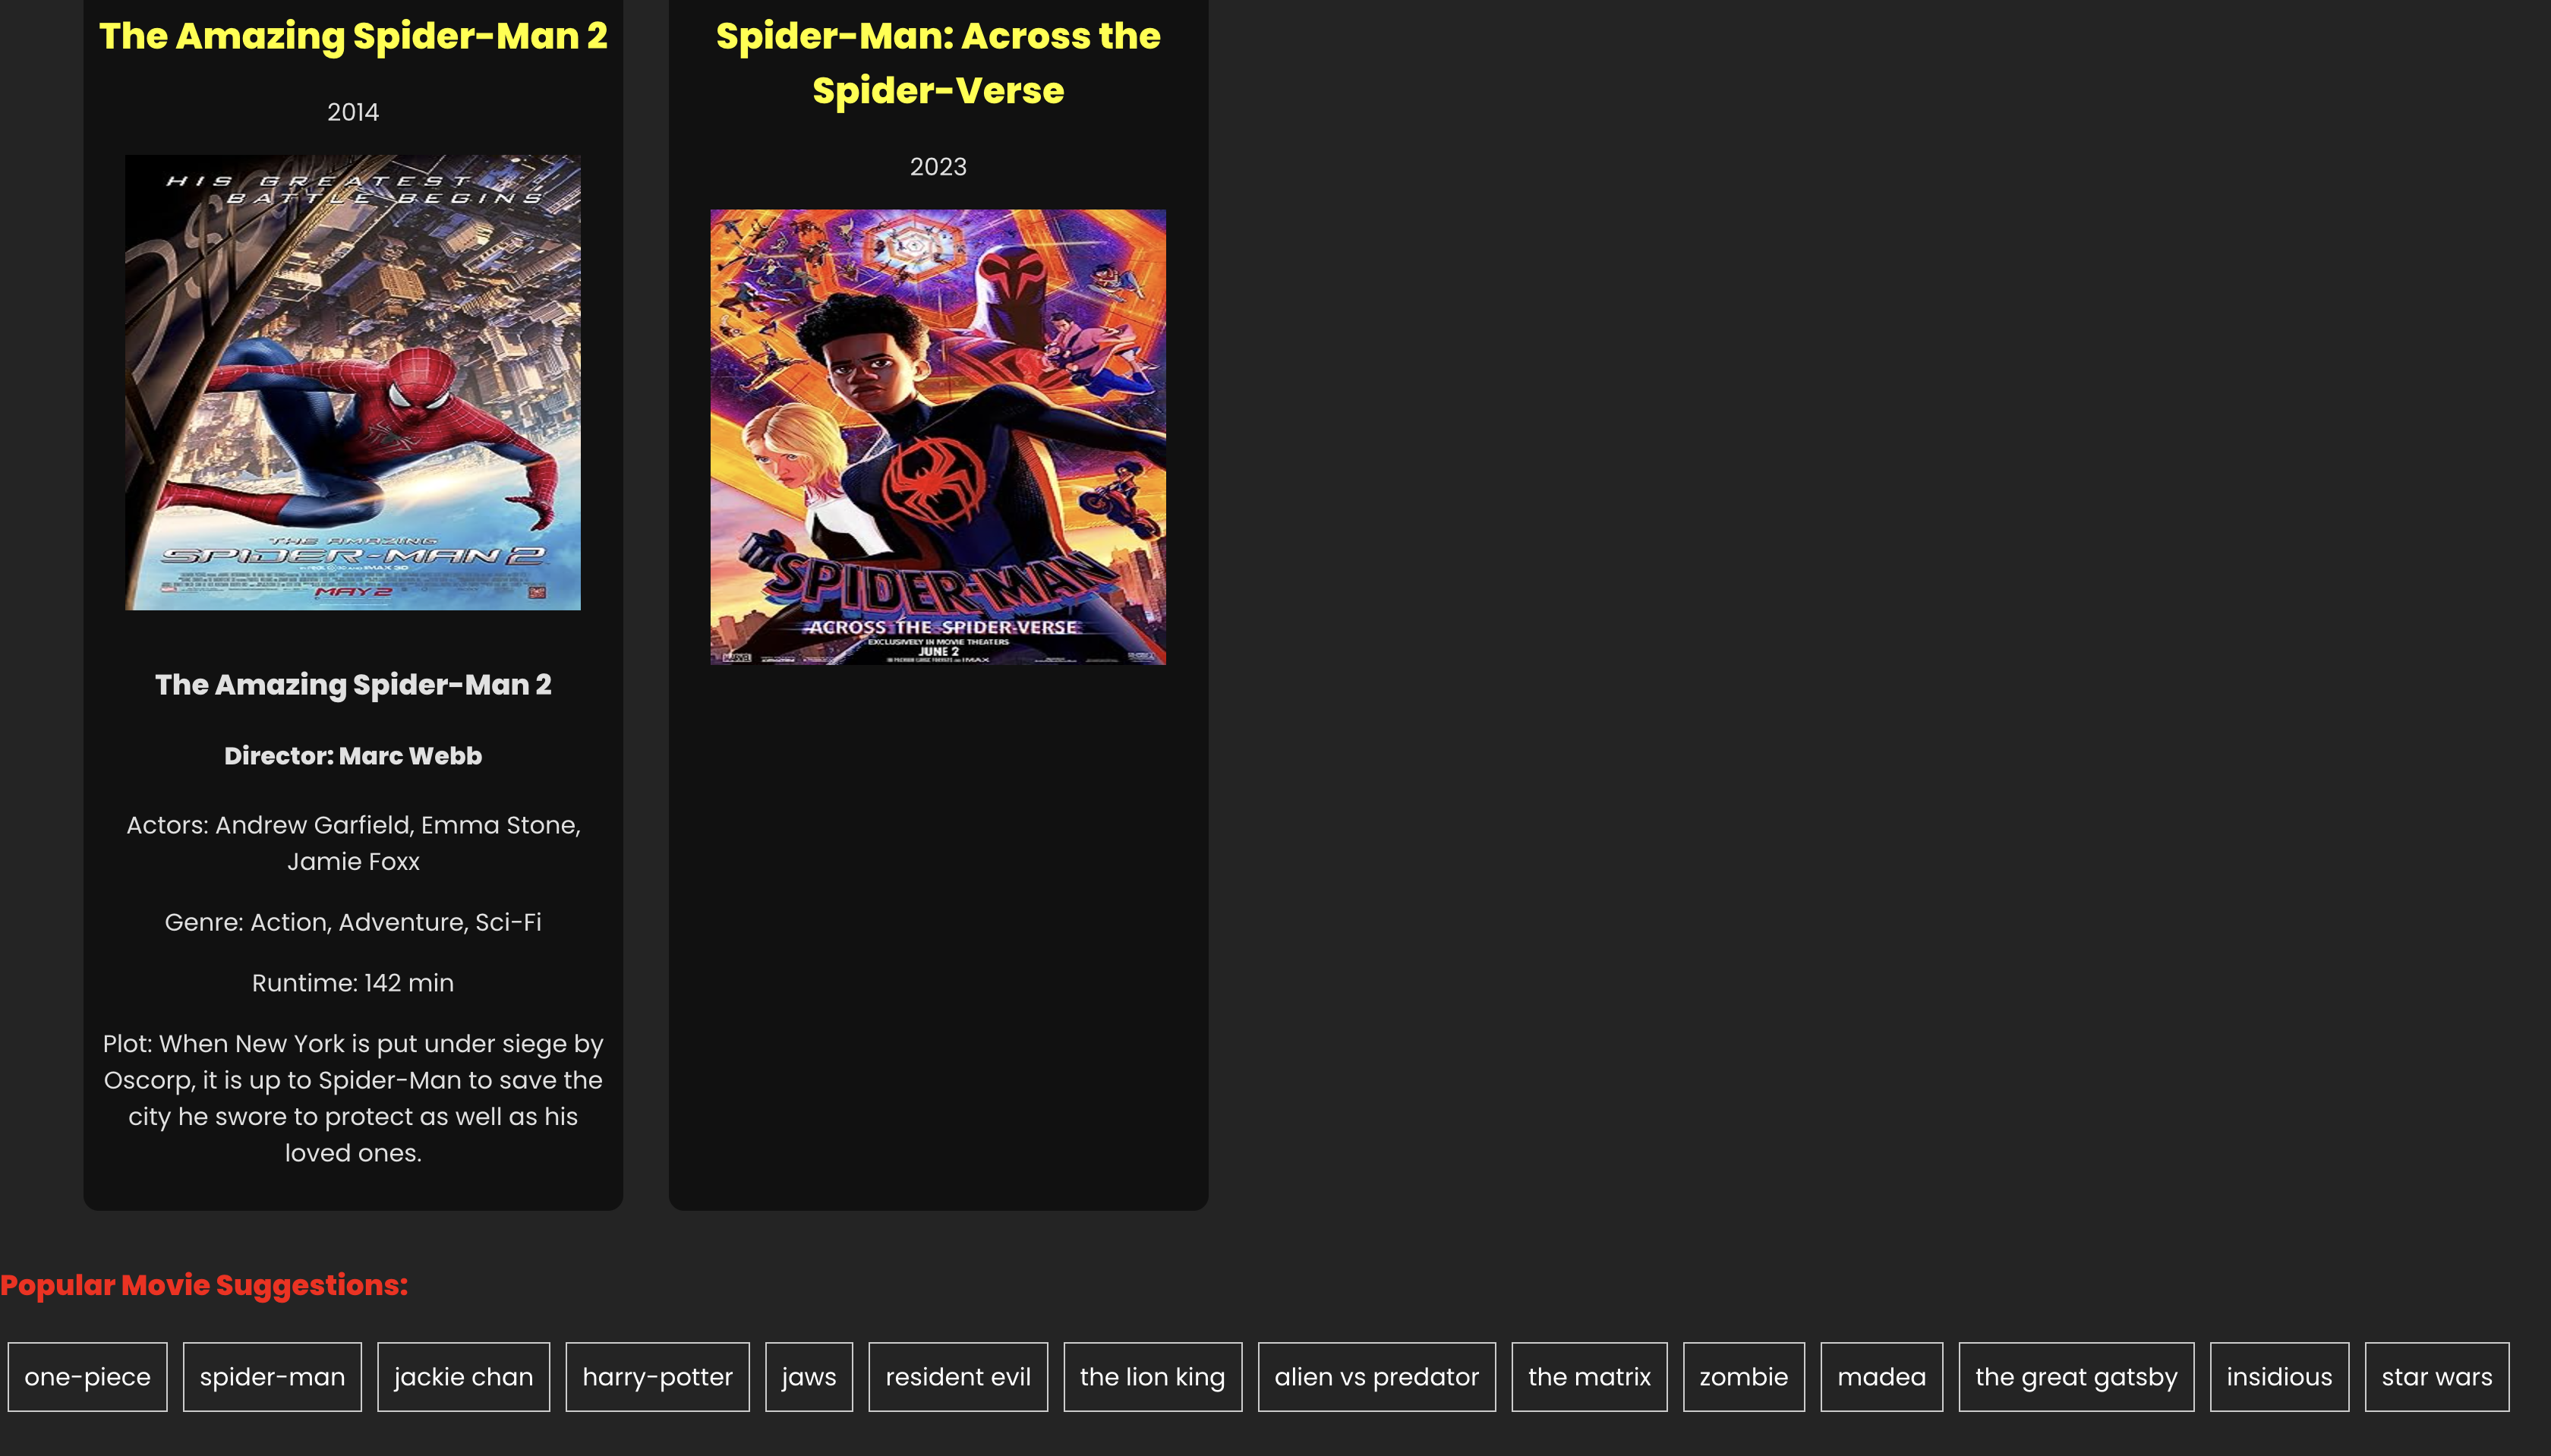 The Amazing Spider-Man 2
2014
HIS GREATEST
BATTLE BEGINS
THE AMAZING
SPIDER-MAN 2
MAY 2
The Amazing Spider-Man 2
Director: Marc Webb
Actors: Andrew Garfield, Emma Stone,
Jamie Foxx
Genre: Action, Adventure, Sci-Fi
Runtime: 142 min
Plot: When New York is put under siege by
Oscorp, it is up to Spider-Man to save the
city he swore to protect as well as his
loved ones.
Spider-Man: Across the
Spider-Verse
2023
SPIDER-MAN
ACROSS THE SPIDER-VERSE
EXCLUSIVELY IN MOVIE THEATERS
JUNE 2
Popular Movie Suggestions:
one-piece
spider-man
jackie chan
harry-potter
jaws
resident evil
the lion king
alien vs predator
the matrix
zombie
madea
the great gatsby
insidious
star wars